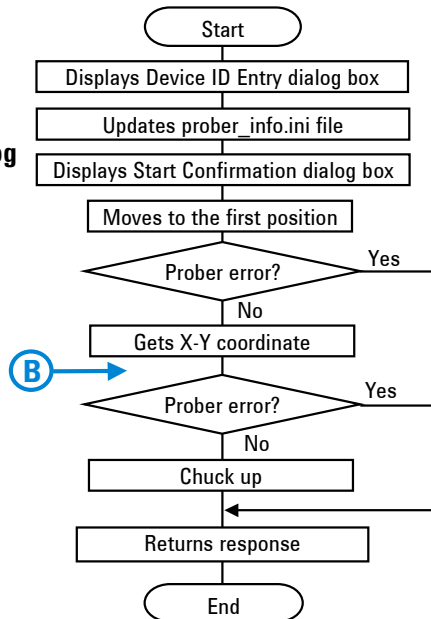 Start
Displays Device ID Entry dialog box
Updates prober_info.ini file
Displays Start Confirmation dialog box
Moves to the first position
Prober error?
Yes
No
Gets X-Y coordinate
B
Prober error?
Yes
No
Chuck up
Returns response
End